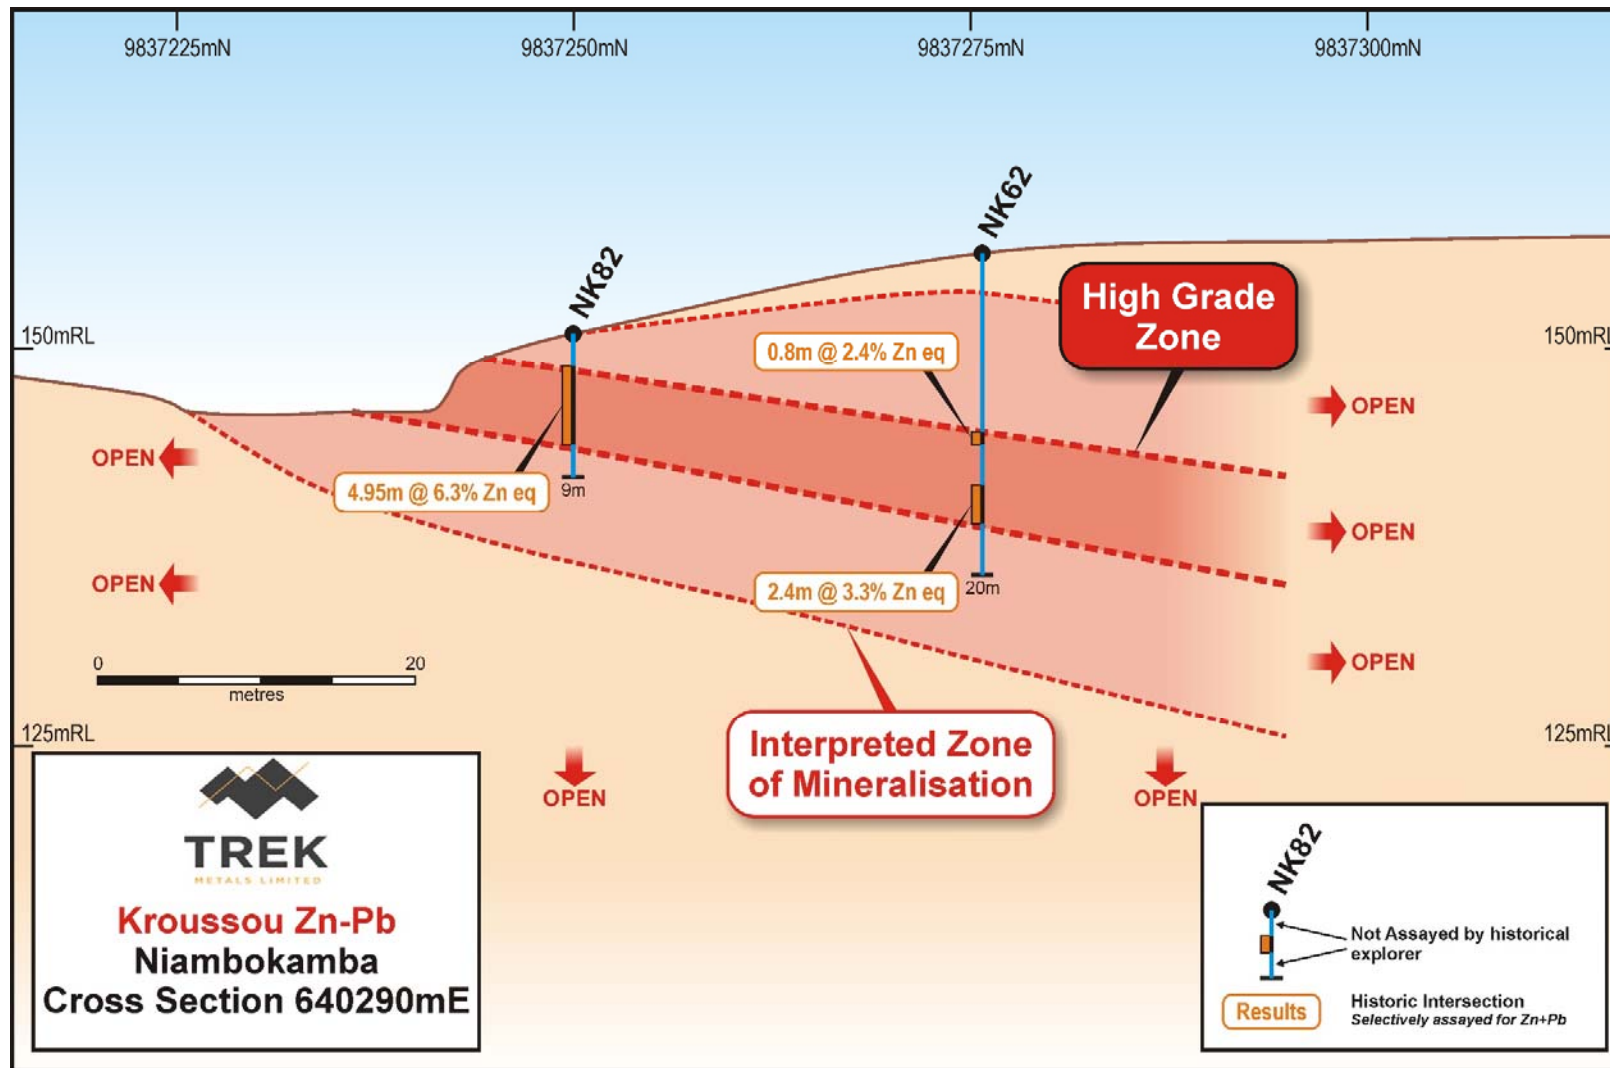 9837225mN
9837250mN
9837275mN
9837300mN
NK62
NK82
High Grade
Zone
150mRL
150mRL
0.8m @ 2.4% Zn eq
OPEN
OPEN
4.95m @ 6.3% Zn eq
9m
OPEN
OPEN
2.4m @ 3.3% Zn eq
20m
OPEN
0
20
metres
125mRL
125mRL
Interpreted Zone
of Mineralisation
OPEN
OPEN
TREK
METALS LIMITED
Kroussou Zn-Pb
Niambokamba
Cross Section 640290mE
NK82
Not Assayed by historical
explorer
Results
Historic Intersection
Selectively assayed for Zn+Pb